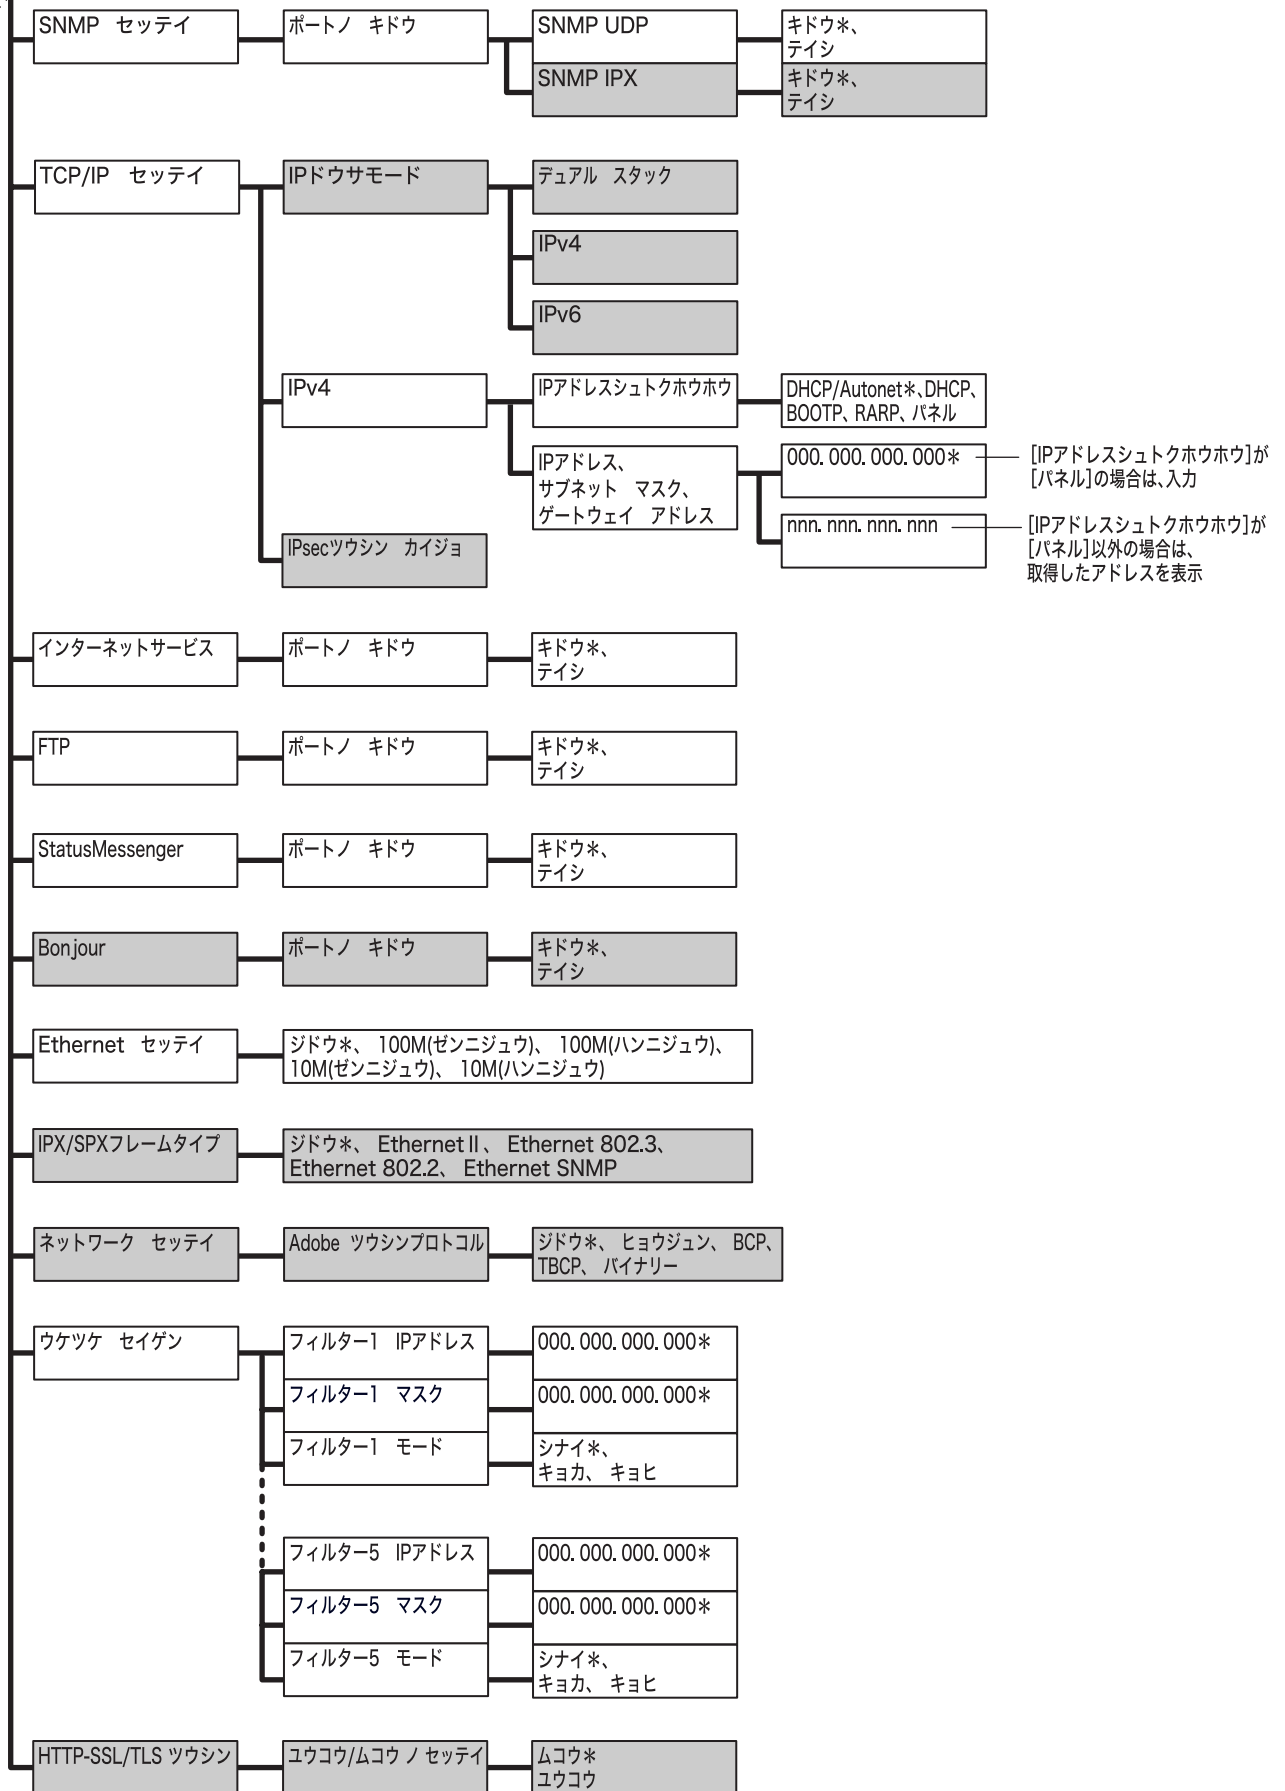 SNMP セッテイ
ポートノ キドウ
SNMP UDP
キドウ*、
テイシ
SNMP IPX
キドウ*、
テイシ
TCP/IP セッテイ
IPドウサモード
デュアル スタック
IPv4
IPv6
IPv4
IPアドレスシュトクホウホウ
DHCP/Autonet*、DHCP、
BOOTP、RARP、パネル
IPアドレス、
サブネット マスク、
ゲートウェイ アドレス
000.000.000.000*
[IPアドレスシュトクホウホウ]が
[パネル]の場合は、入力
nnn.nnn.nnn.nnn
[IPアドレスシュトクホウホウ]が
[パネル]以外の場合は、
取得したアドレスを表示
IPsecツウシン カイジョ
インターネットサービス
ポートノ キドウ
キドウ*、
テイシ
FTP
ポートノ キドウ
キドウ*、
テイシ
StatusMessenger
ポートノ キドウ
キドウ*、
テイシ
Bonjour
ポートノ キドウ
キドウ*、
テイシ
Ethernet セッテイ
ジドウ*、 100M(ゼンニジュウ)、 100M(ハンニジュウ)、
10M(ゼンニジュウ)、 10M(ハンニジュウ)
IPX/SPXフレームタイプ
ジドウ*、 EthernetⅡ、 Ethernet 802.3、
Ethernet 802.2、 Ethernet SNMP
ネットワーク セッテイ
Adobe ツウシンプロトコル
ジドウ*、 ヒョウジュン、 BCP、
TBCP、 バイナリー
ウケツケ セイゲン
フィルター1 IPアドレス
000.000.000.000*
フィルター1 マスク
000.000.000.000*
フィルター1 モード
シナイ*、
キョカ、 キョヒ
フィルター5 IPアドレス
000.000.000.000*
フィルター5 マスク
000.000.000.000*
フィルター5 モード
シナイ*、
キョカ、 キョヒ
HTTP-SSL/TLS ツウシン
ユウコウ/ムコウ ノ セッテイ
ムコウ*
ユウコウ